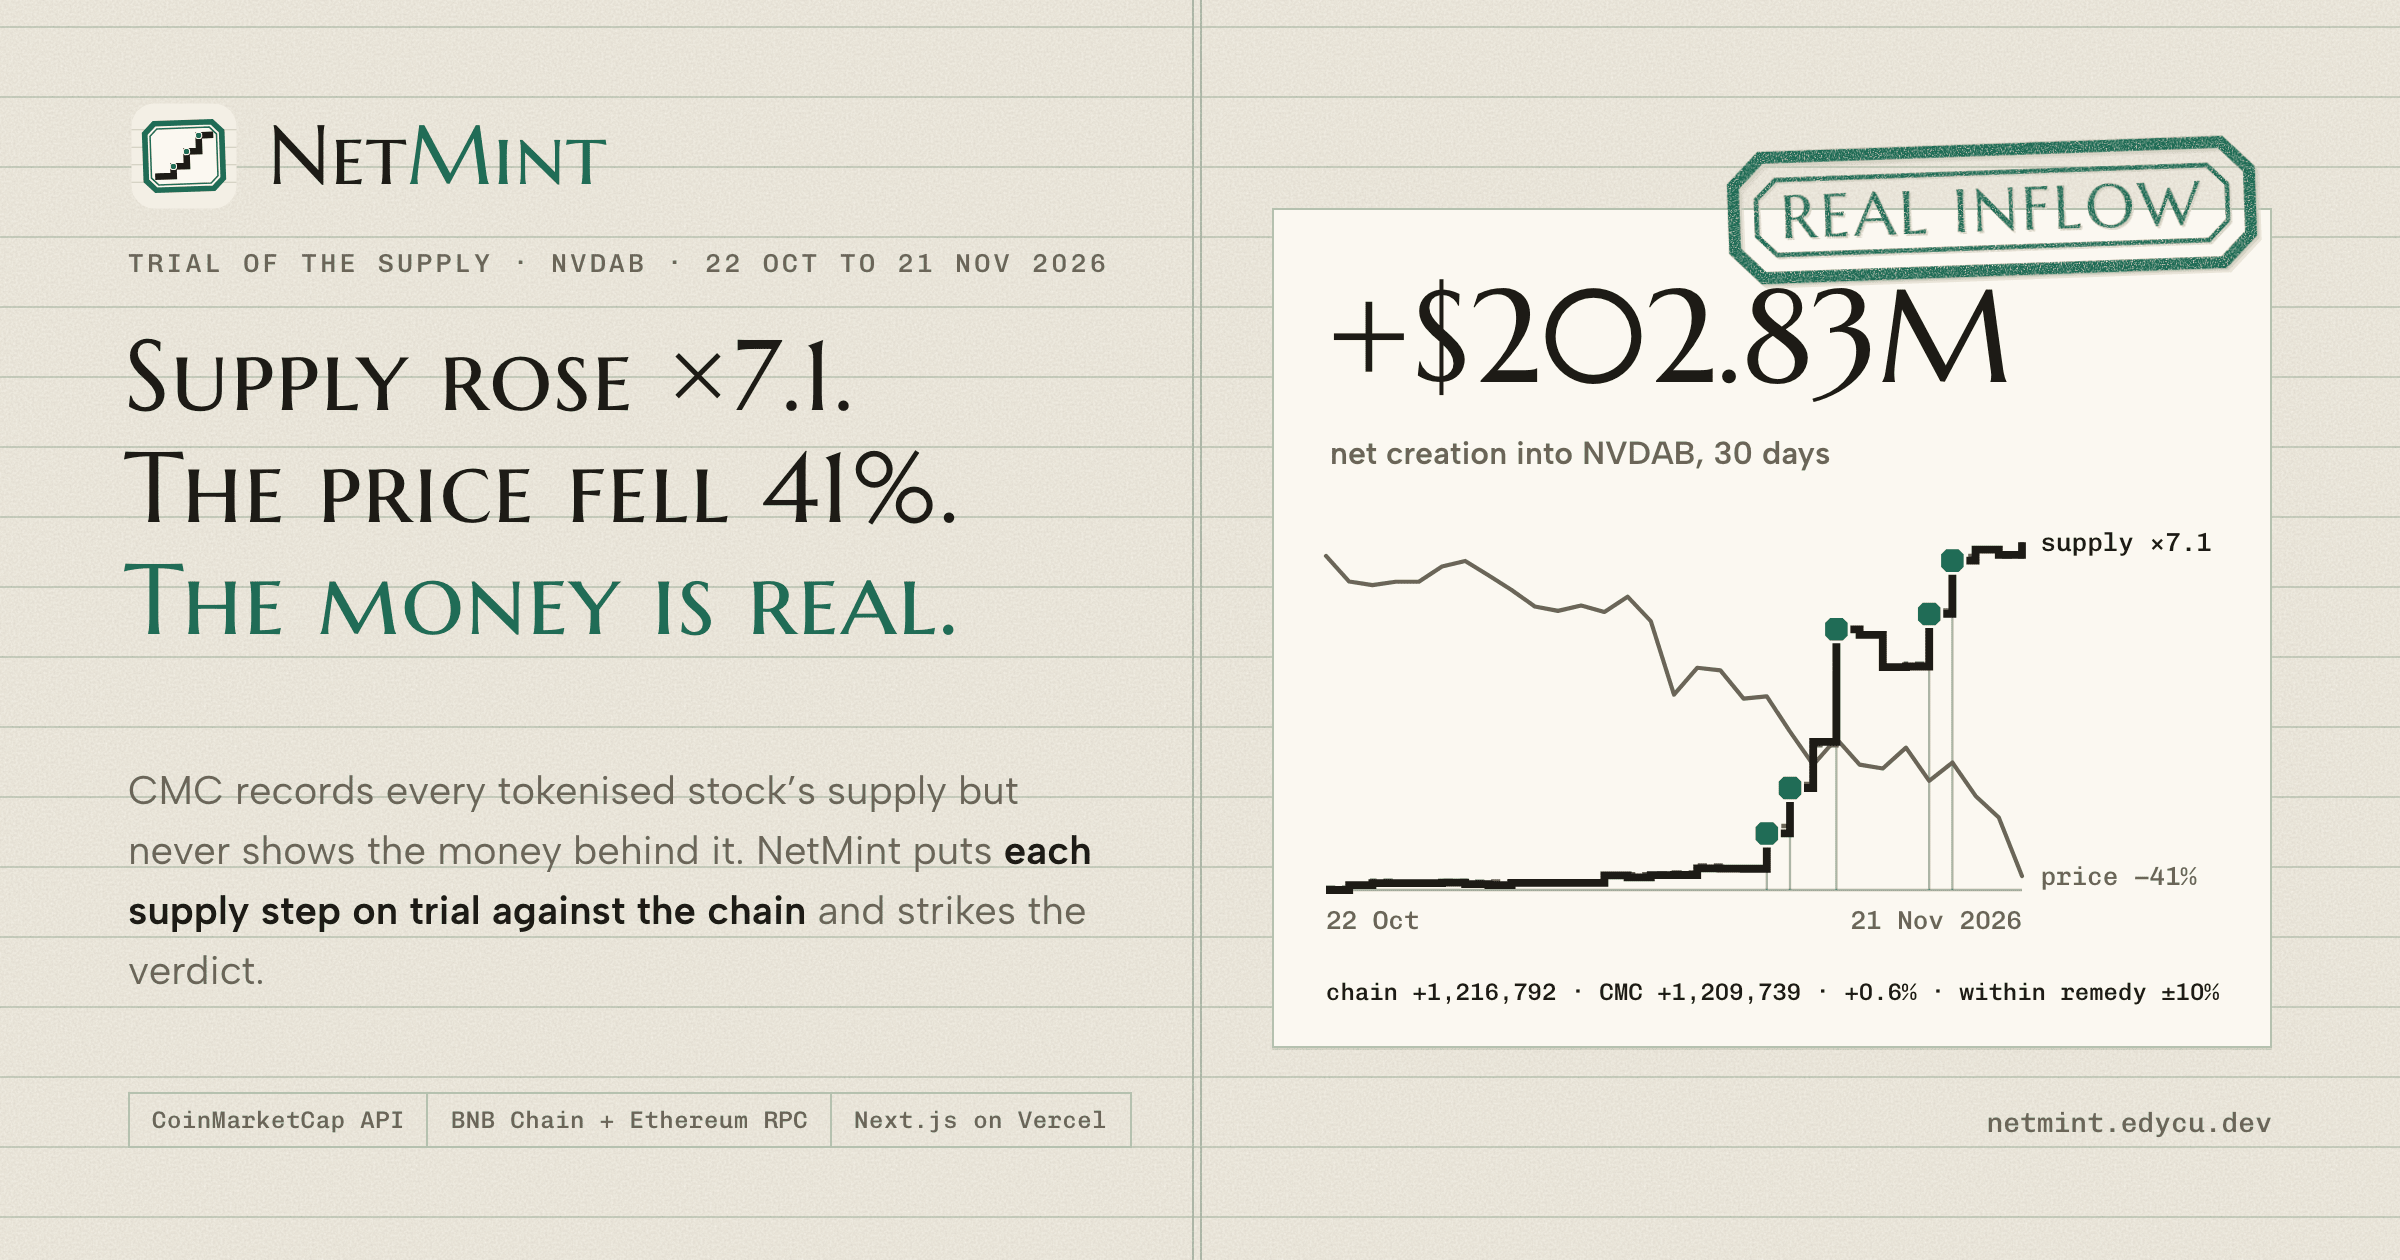 NETMINT
TRIAL OF THE SUPPLY · NVDAB · 22 OCT TO 21 NOV 2026
SUPPLY ROSE ×7.1.
THE PRICE FELL 41%.
THE MONEY IS REAL.
CMC records every tokenised stock’s supply but
never shows the money behind it. NetMint puts each
supply step on trial against the chain and strikes the
verdict.
CoinMarketCap API
BNB Chain + Ethereum RPC
Next.js on Vercel
REAL INFLOW
+$202.83M
net creation into NVDAB, 30 days
supply ×7.1
price −41%
22 Oct
21 Nov 2026
chain +1,216,792 · CMC +1,209,739 · +0.6% · within remedy ±10%
netmint.edycu.dev